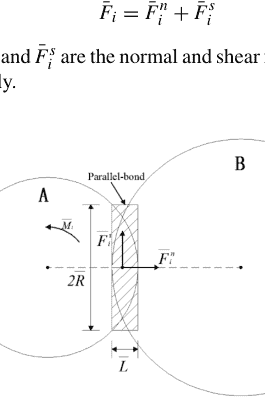 F̄ᵢ = F̄ᵢⁿ + F̄ᵢˢ
and F̄ᵢˢ are the normal and shear
ly.
Parallel-bond
A
B
M̄ᵢ
F̄ᵢˢ
F̄ᵢⁿ
2R̄
L̄